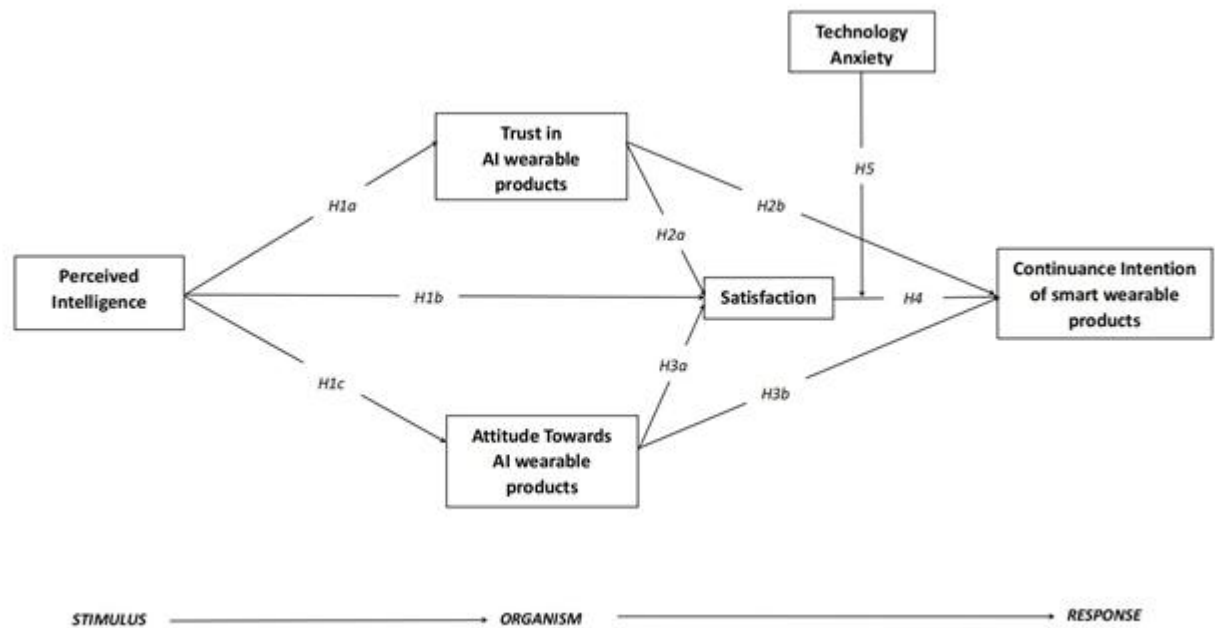 Technology
Anxiety
Trust in
AI wearable
products
H5
H1a
H2b
H2a
Perceived
Intelligence
H1b
Satisfaction
H4
Continuance Intention
of smart wearable
products
H3a
H1c
H3b
Attitude Towards
AI wearable
products
STIMULUS
ORGANISM
RESPONSE